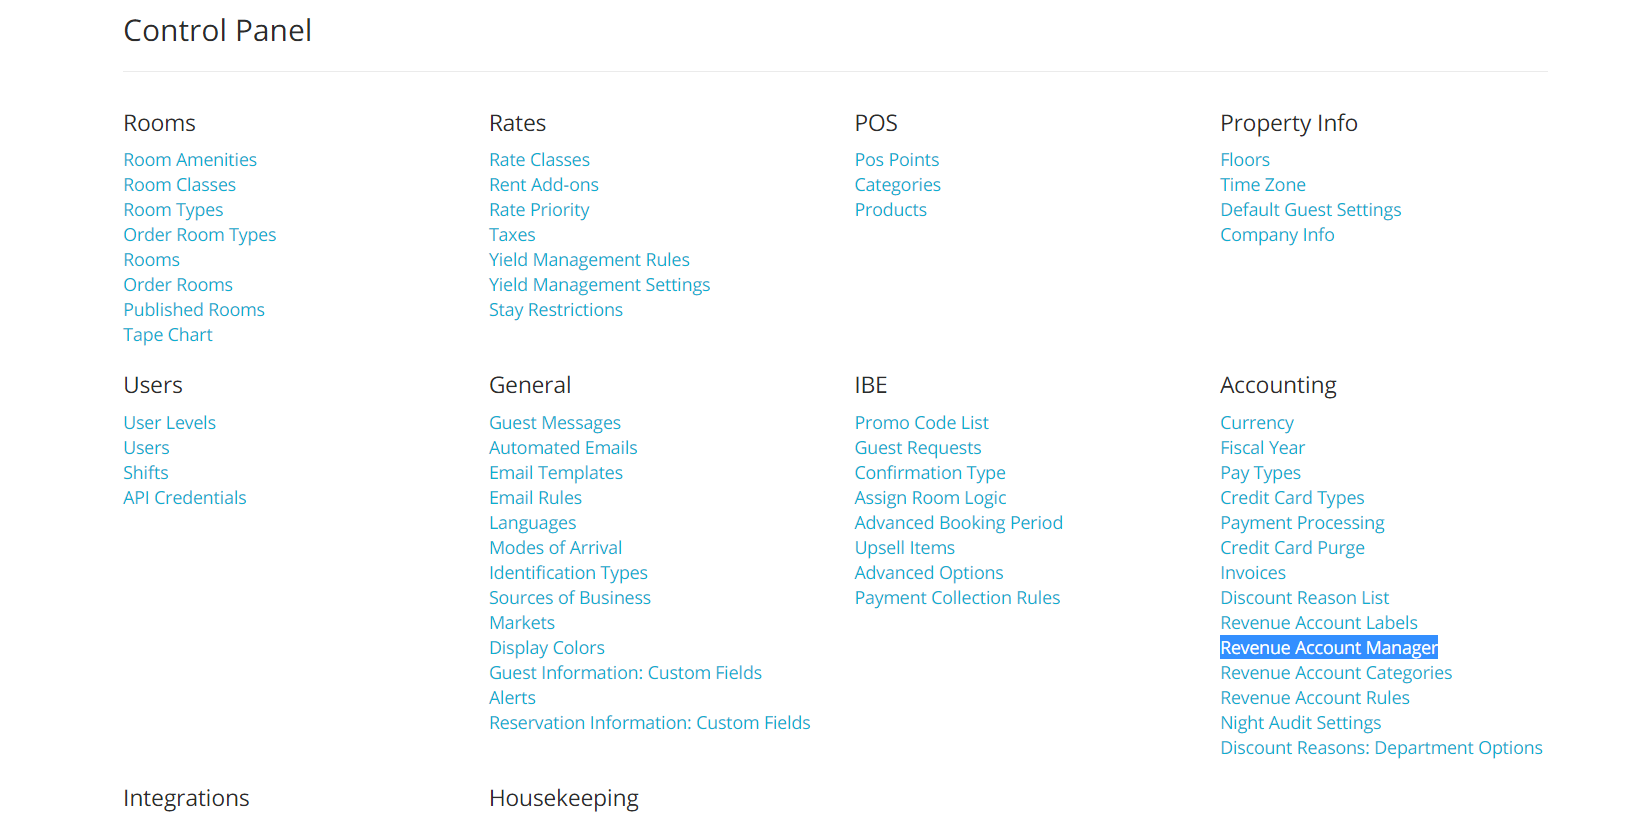 Control Panel
Rooms
Room Amenities
Room Classes
Room Types
Order Room Types
Rooms
Order Rooms
Published Rooms
Tape Chart
Rates
Rate Classes
Rent Add-ons
Rate Priority
Taxes
Yield Management Rules
Yield Management Settings
Stay Restrictions
POS
Pos Points
Categories
Products
Property Info
Floors
Time Zone
Default Guest Settings
Company Info
Users
User Levels
Users
Shifts
API Credentials
General
Guest Messages
Automated Emails
Email Templates
Email Rules
Languages
Modes of Arrival
Identification Types
Sources of Business
Markets
Display Colors
Guest Information: Custom Fields
Alerts
Reservation Information: Custom Fields
IBE
Promo Code List
Guest Requests
Confirmation Type
Assign Room Logic
Advanced Booking Period
Upsell Items
Advanced Options
Payment Collection Rules
Accounting
Currency
Fiscal Year
Pay Types
Credit Card Types
Payment Processing
Credit Card Purge
Invoices
Discount Reason List
Revenue Account Labels
Revenue Account Manager
Revenue Account Categories
Revenue Account Rules
Night Audit Settings
Discount Reasons: Department Options
Integrations
Housekeeping